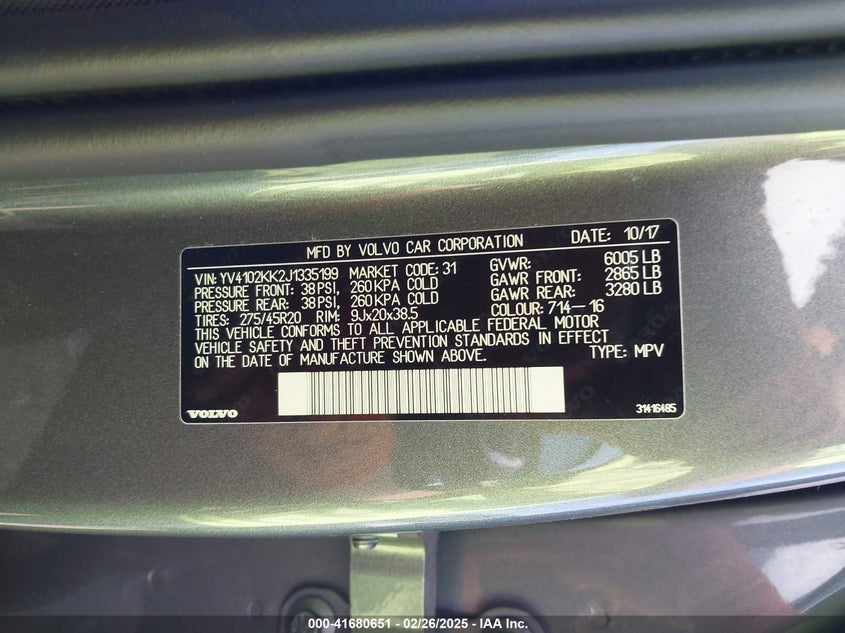 MFD BY VOLVO CAR CORPORATION DATE: 10/17
VIN: YV4102KK2J1335199 MARKET CODE: 31 GVWR: 6005 LB
PRESSURE FRONT: 38 PSI, 260 KPA COLD GAWR FRONT: 2865 LB
PRESSURE REAR: 38 PSI, 260 KPA COLD GAWR REAR: 3280 LB
TIRES: 275/45R20 RIM: 9Jx20x38.5 COLOUR: 714-16
THIS VEHICLE CONFORMS TO ALL APPLICABLE FEDERAL MOTOR
VEHICLE SAFETY AND THEFT PREVENTION STANDARDS IN EFFECT
ON THE DATE OF MANUFACTURE SHOWN ABOVE. TYPE: MPV
VOLVO 31416485
000-41680651 - 02/26/2025 - IAA Inc.